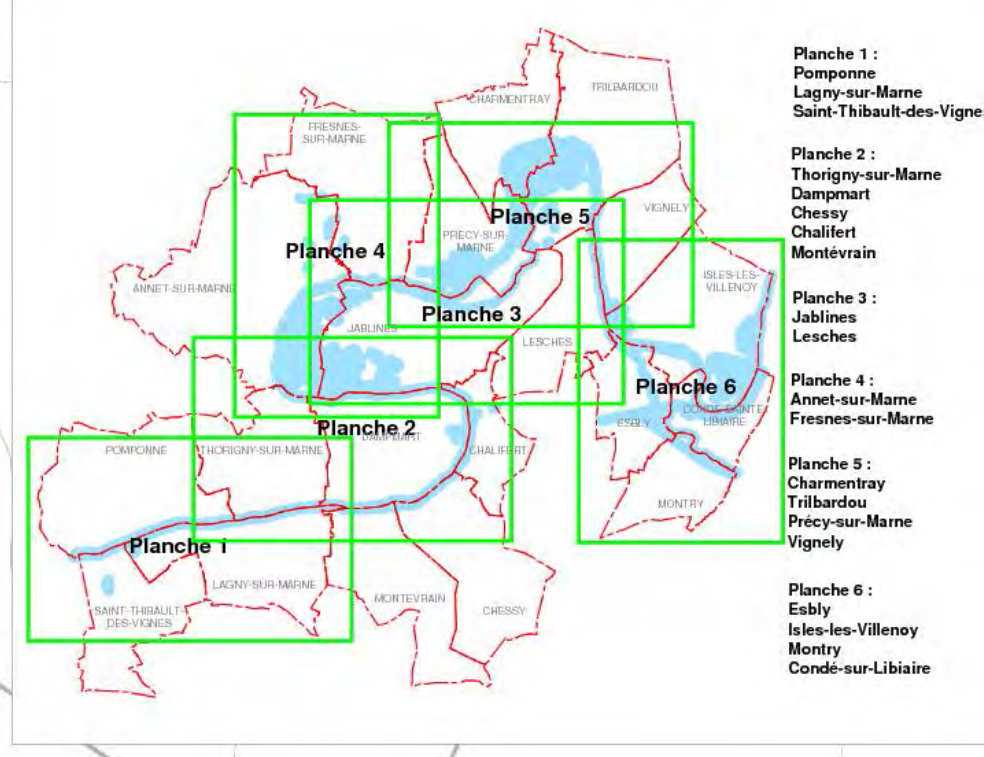 CHARMENTRAY
TRILBARDOU
FRESNES-
SUR-MARNE
Planche 5
VIGNELY
PRECY-SUR-
MARNE
Planche 4
ANNET-SUR-MARNE
ISLES-LES-
VILLENOY
Planche 3
JABLINES
LESCHES
Planche 6
CONDE-SAINTE-
LIBIAIRE
ESBLY
Planche 2
DAMPMART
POMPONNE
THORIGNY-SUR-MARNE
CHALIFERT
MONTRY
Planche 1
LAGNY-SUR-MARNE
SAINT-THIBAULT-
DES-VIGNES
MONTEVRAIN
CHESSY
Planche 1 :
Pomponne
Lagny-sur-Marne
Saint-Thibault-des-Vignes
Planche 2 :
Thorigny-sur-Marne
Dampmart
Chessy
Chalifert
Montévrain
Planche 3 :
Jablines
Lesches
Planche 4 :
Annet-sur-Marne
Fresnes-sur-Marne
Planche 5 :
Charmentray
Trilbardou
Précy-sur-Marne
Vignely
Planche 6 :
Esbly
Isles-les-Villenoy
Montry
Condé-sur-Libiaire